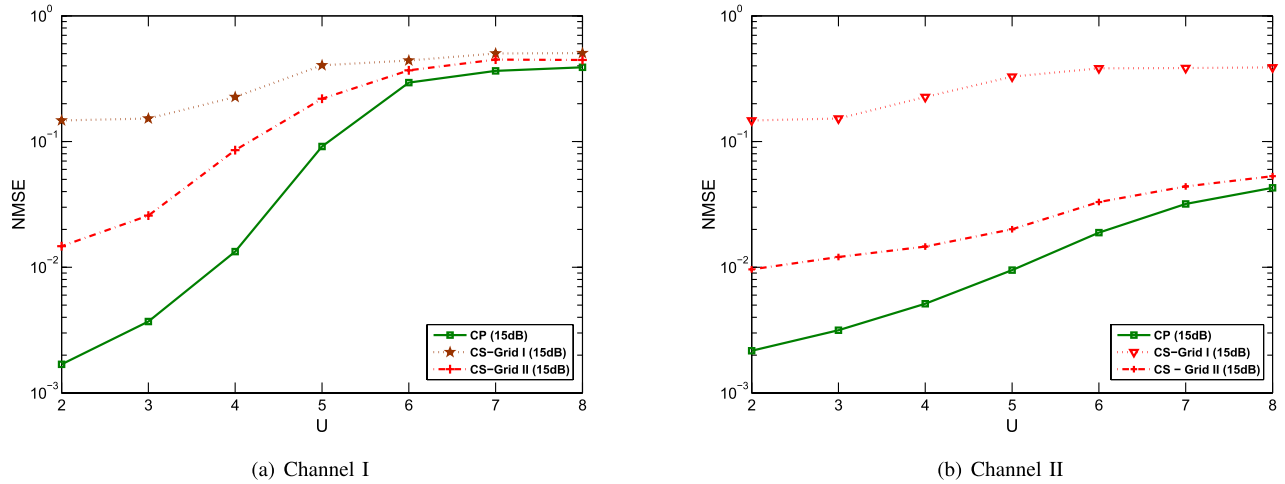 10^0
10^-1
10^-2
10^-3
NMSE
2 3 4 5 6 7 8
U
CP (15dB)
CS-Grid I (15dB)
CS-Grid II (15dB)
(a) Channel I
10^0
10^-1
10^-2
10^-3
NMSE
2 3 4 5 6 7 8
U
CP (15dB)
CS-Grid I (15dB)
CS - Grid II (15dB)
(b) Channel II